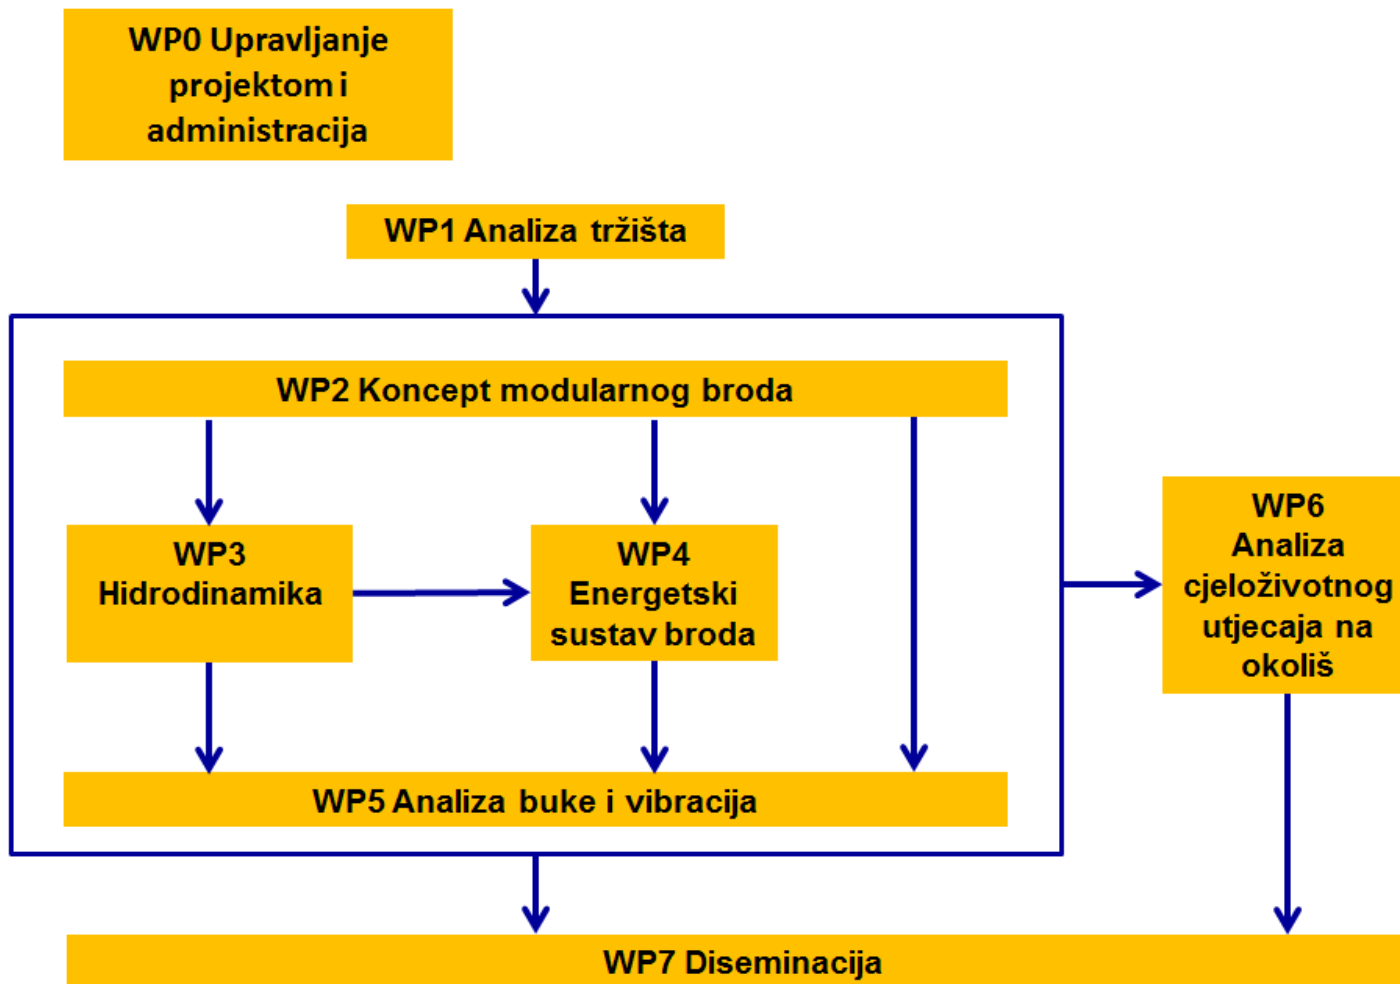 WP0 Upravljanje
projektom i
administracija
WP1 Analiza tržišta
WP2 Koncept modularnog broda
WP3
Hidrodinamika
WP4
Energetski
sustav broda
WP6
Analiza
cjeloživotnog
utjecaja na
okoliš
WP5 Analiza buke i vibracija
WP7 Diseminacija